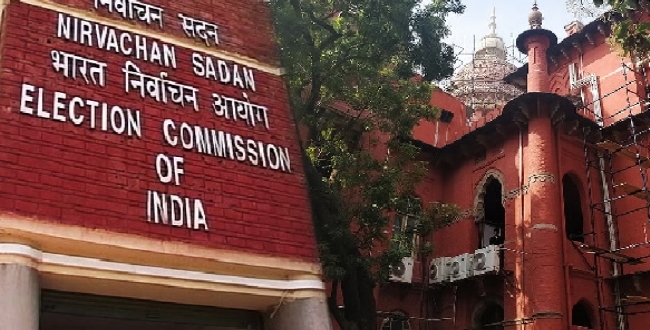 निर्वाचन सदन
NIRVACHAN SADAN
भारत निर्वाचन आयोग
ELECTION COMMISSION
OF
INDIA